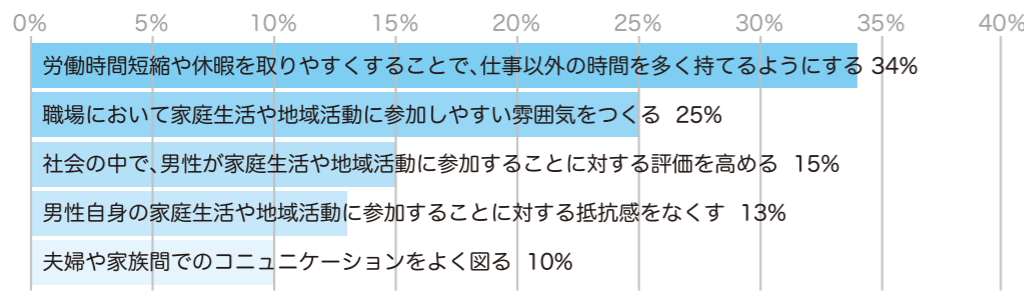 0% 5% 10% 15% 20% 25% 30% 35% 40%
労働時間短縮や休暇を取りやすくすることで、仕事以外の時間を多く持てるようにする 34%
職場において家庭生活や地域活動に参加しやすい雰囲気をつくる 25%
社会の中で、男性が家庭生活や地域活動に参加することに対する評価を高める 15%
男性自身の家庭生活や地域活動に参加することに対する抵抗感をなくす 13%
夫婦や家族間でのコニュニケーションをよく図る 10%